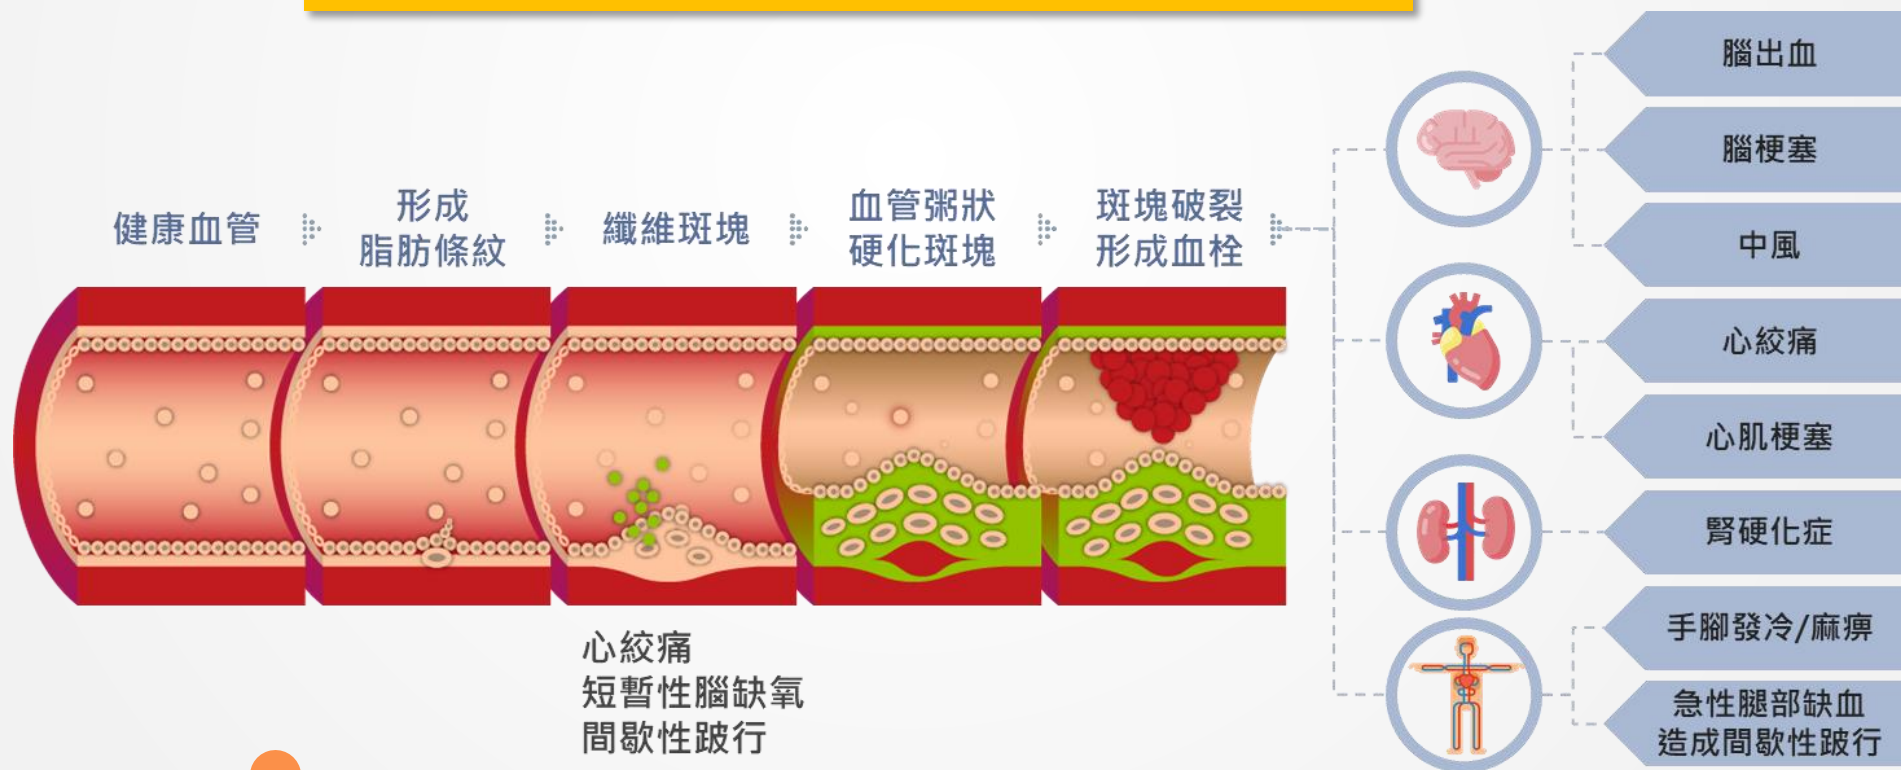 健康血管
形成
脂肪條紋
纖維斑塊
血管粥狀
硬化斑塊
斑塊破裂
形成血栓
心絞痛
短暫性腦缺氧
間歇性跛行
腦出血
腦梗塞
中風
心絞痛
心肌梗塞
腎硬化症
手腳發冷/麻痹
急性腿部缺血
造成間歇性跛行